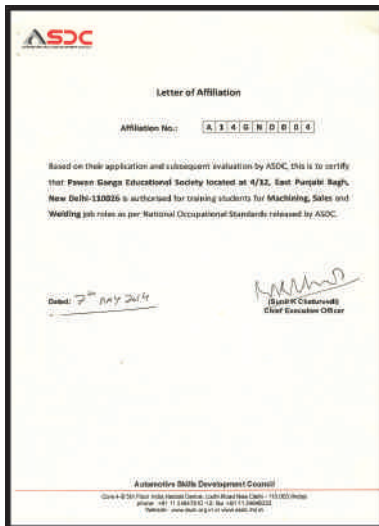 ASDC
Letter of Affiliation
Affiliation No.: A 1 4 G N D 0 0 4
Based on their application and subsequent evaluation by ASDC, this is to certify
that Pawan Ganga Educational Society located at 4/32, East Punjabi Bagh,
New Delhi-110026 is authorised for training students for Machining, Sales and
Welding job roles as per National Occupational Standards released by ASDC.
Dated: 7th MAY 2014
(Sunil K Chaturvedi)
Chief Executive Officer
Automotive Skills Development Council